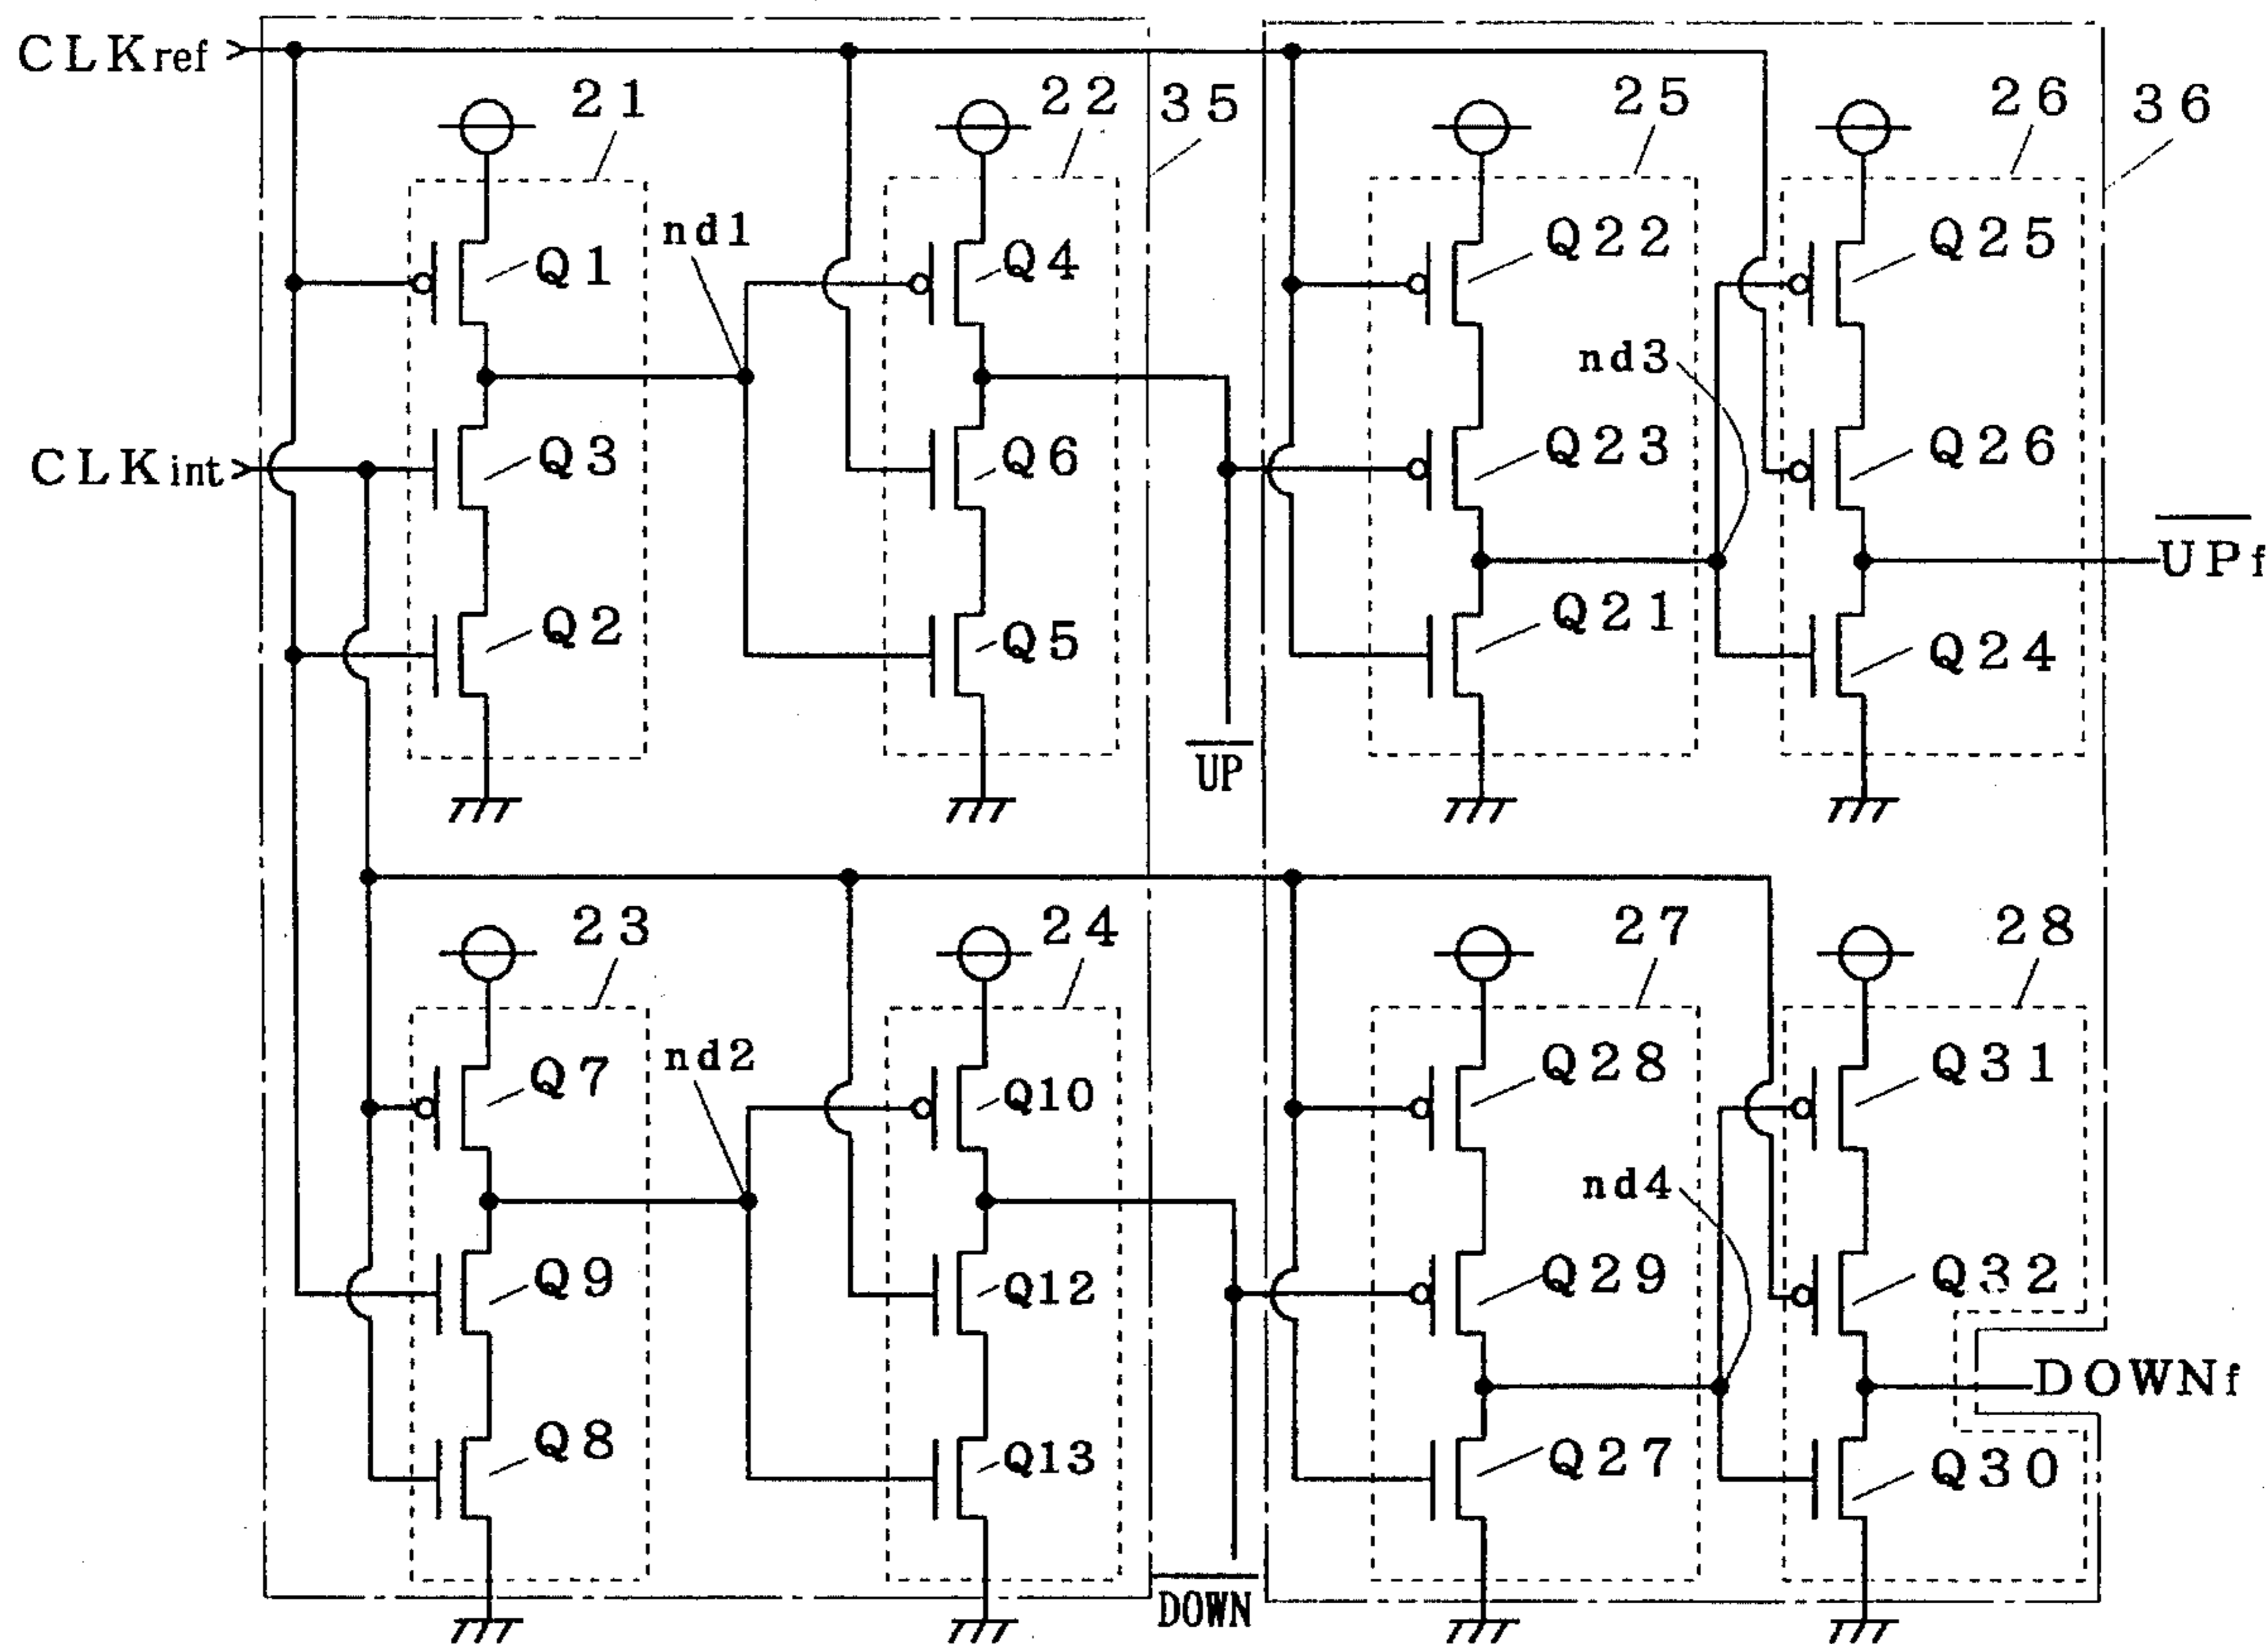 CLKref
21
22
35
25
26
36
nd1
Q1
Q4
Q22
Q25
nd3
CLKint
Q3
Q6
Q23
Q26
UPf
Q2
Q5
Q21
Q24
UP
23
24
27
28
nd2
Q7
Q10
Q28
Q31
nd4
Q9
Q12
Q29
Q32
DOWNf
Q8
Q13
Q27
Q30
DOWN